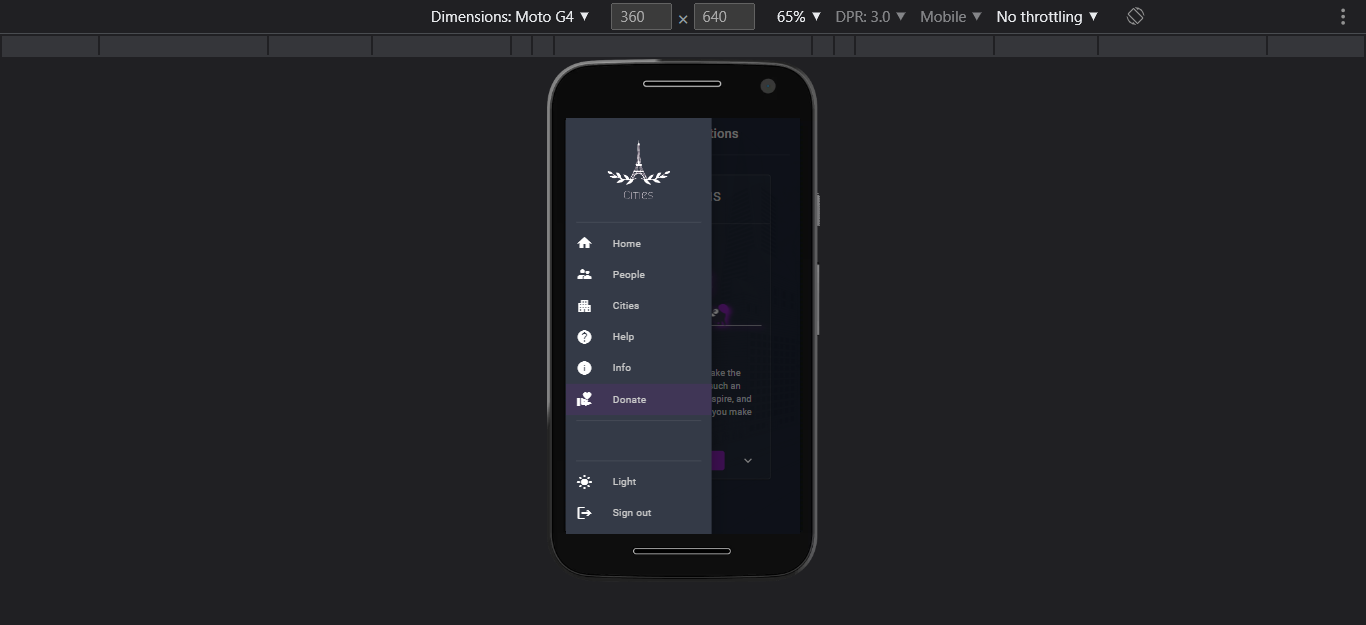 Dimensions: Moto G4 360 × 640 65% DPR: 3.0 Mobile No throttling
tions
Cities
gs
Home
People
Cities
Help
Info
ake the
uch an
Donate
spire, and
you make
Light
Sign out